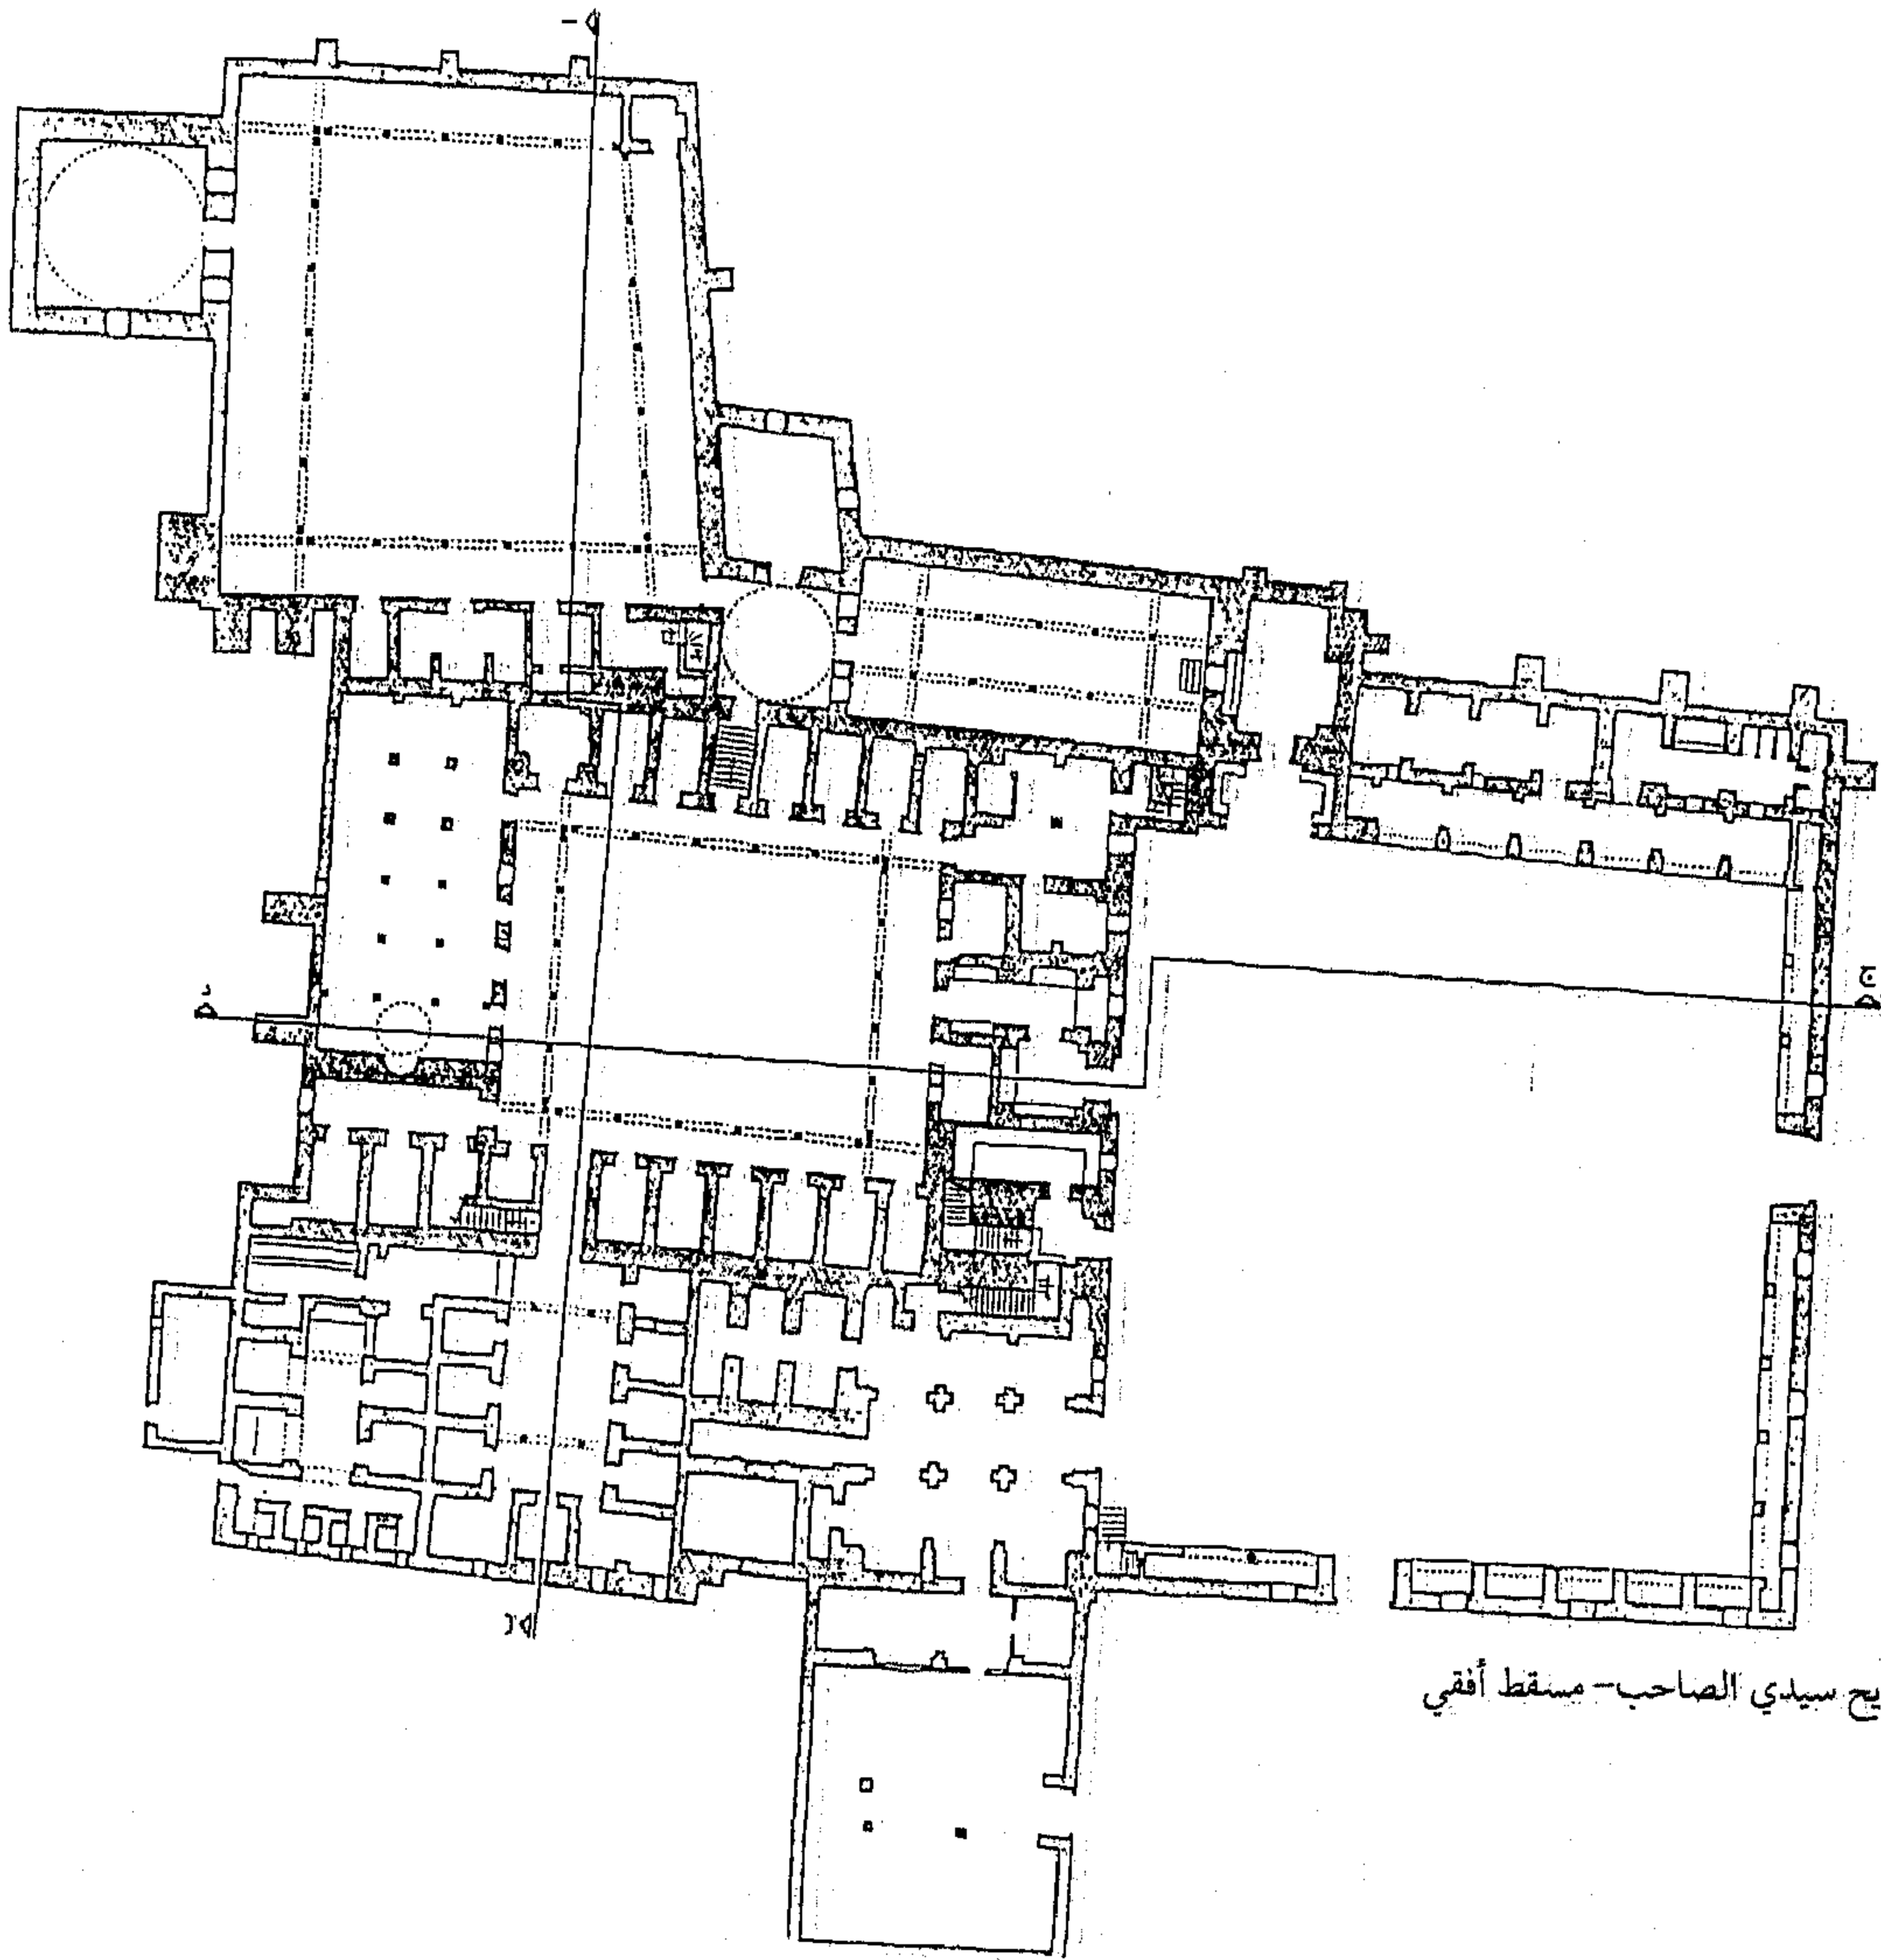 يح سيدي الصاحب- مسقط أفقي
د
ج